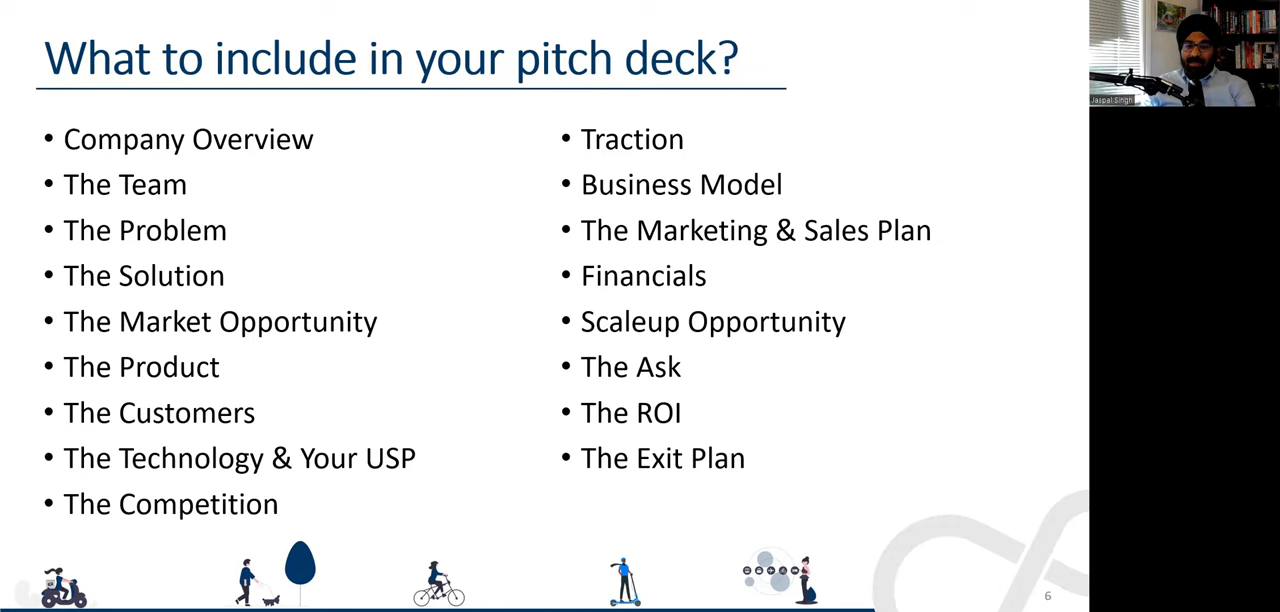 What to include in your pitch deck?
• Company Overview
• The Team
• The Problem
• The Solution
• The Market Opportunity
• The Product
• The Customers
• The Technology & Your USP
• The Competition
• Traction
• Business Model
• The Marketing & Sales Plan
• Financials
• Scaleup Opportunity
• The Ask
• The ROI
• The Exit Plan
6
Jaspal Singh